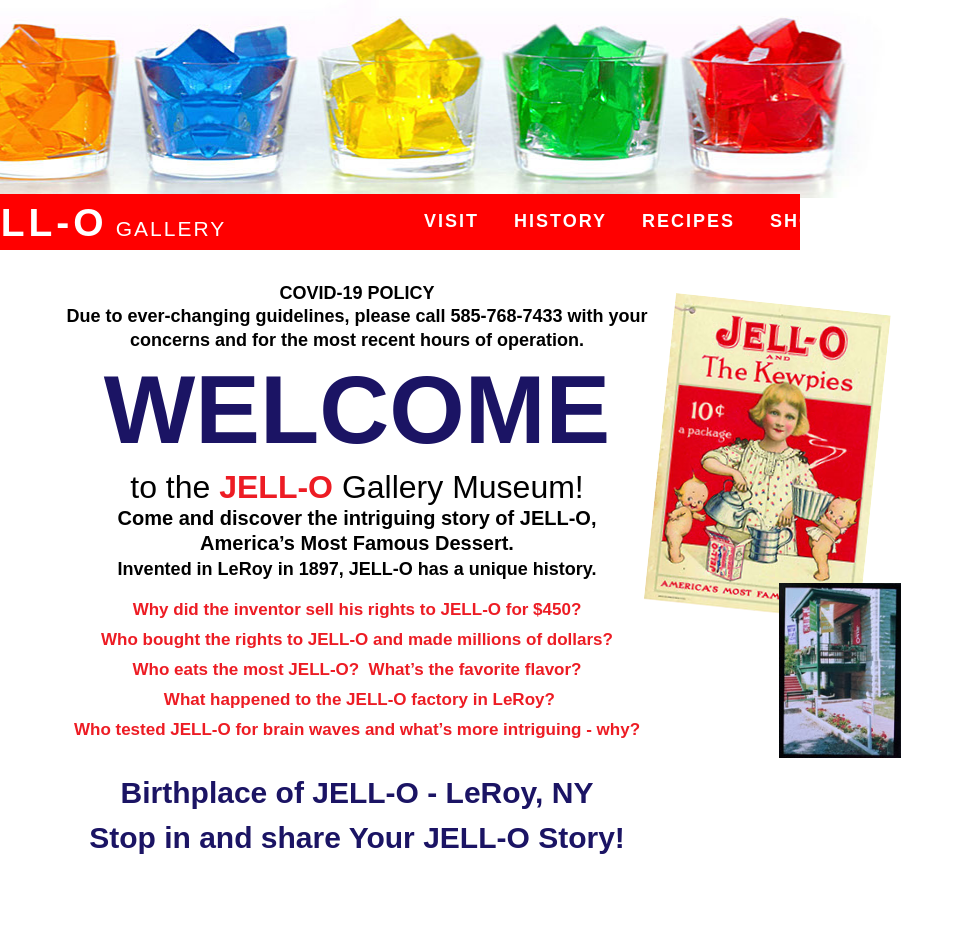 LL-O GALLERY
VISIT HISTORY RECIPES
COVID-19 POLICY
Due to ever-changing guidelines, please call 585-768-7433 with your
concerns and for the most recent hours of operation.
WELCOME
to the JELL-O Gallery Museum!
Come and discover the intriguing story of JELL-O,
America’s Most Famous Dessert.
Invented in LeRoy in 1897, JELL-O has a unique history.
Why did the inventor sell his rights to JELL-O for $450?
Who bought the rights to JELL-O and made millions of dollars?
Who eats the most JELL-O?  What’s the favorite flavor?
What happened to the JELL-O factory in LeRoy?
Who tested JELL-O for brain waves and what’s more intriguing - why?
Birthplace of JELL-O - LeRoy, NY
Stop in and share Your JELL-O Story!
JELL-O
AND
The Kewpies
10¢
a package
JELL-O
AMERICA'S MOST